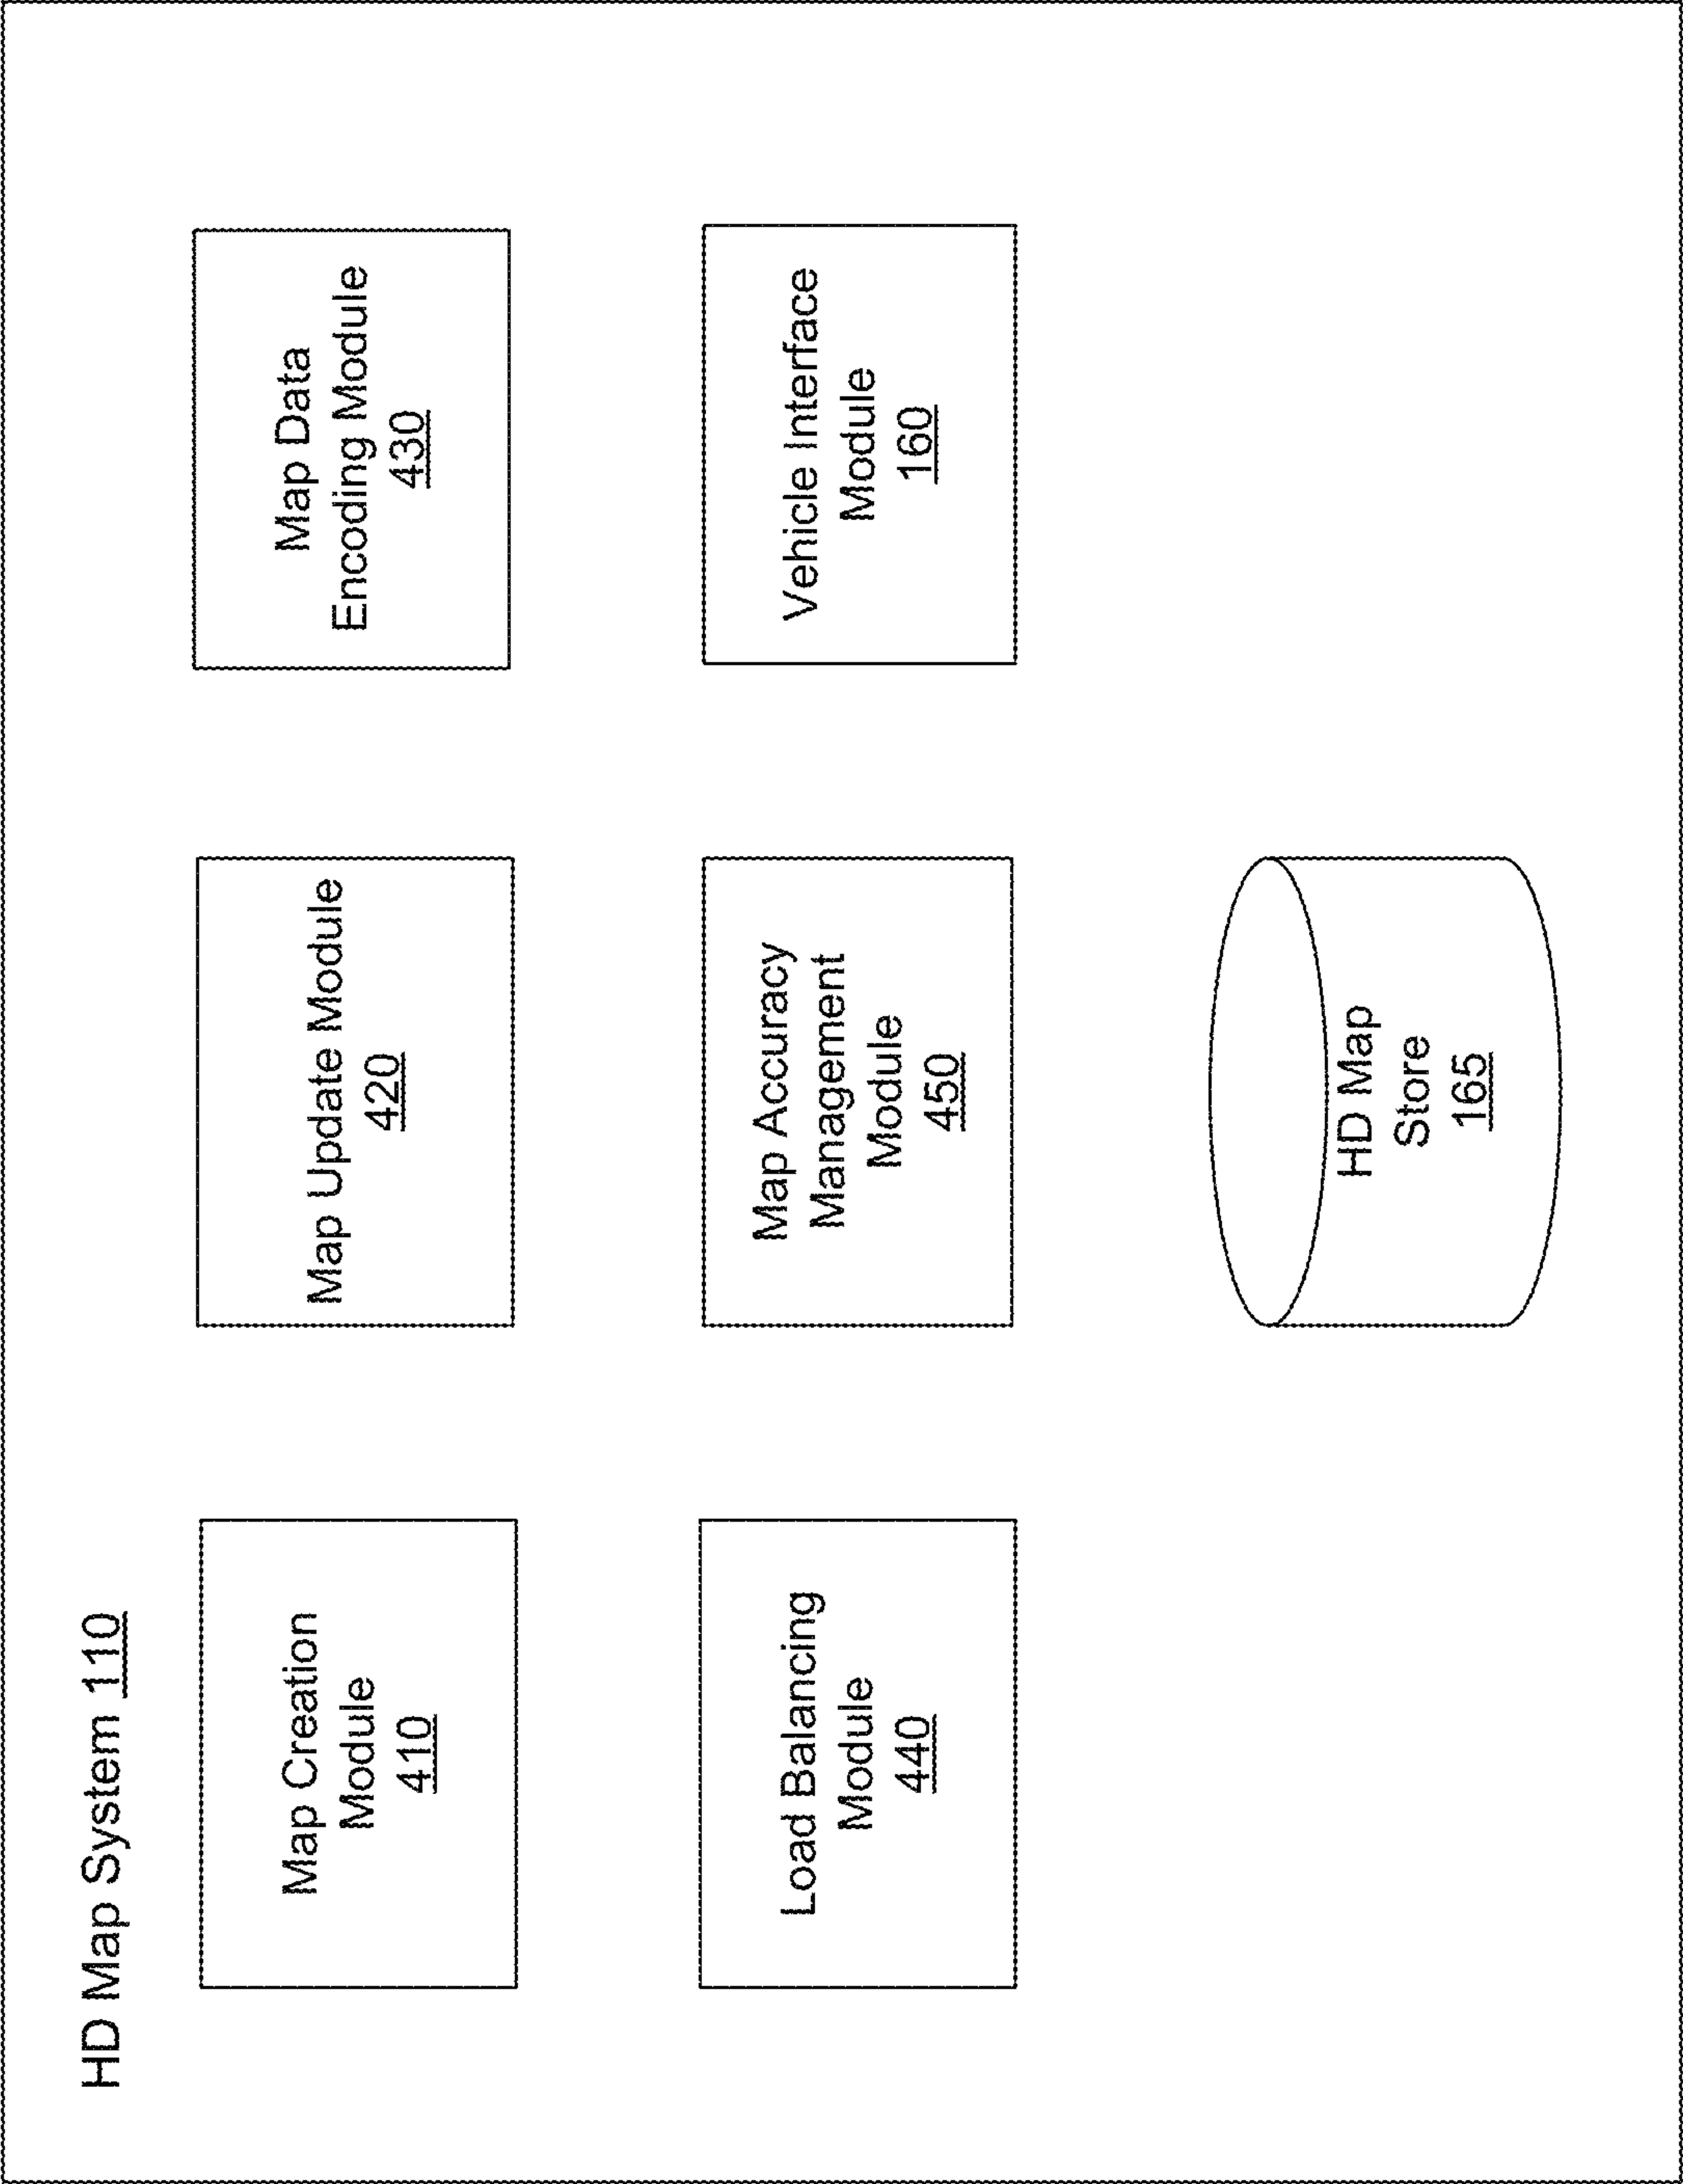 HD Map System 110
Map Creation
Module
410
Map Update Module
420
Map Data
Encoding Module
430
Load Balancing
Module
440
Map Accuracy
Management
Module
450
Vehicle Interface
Module
160
HD Map
Store
165